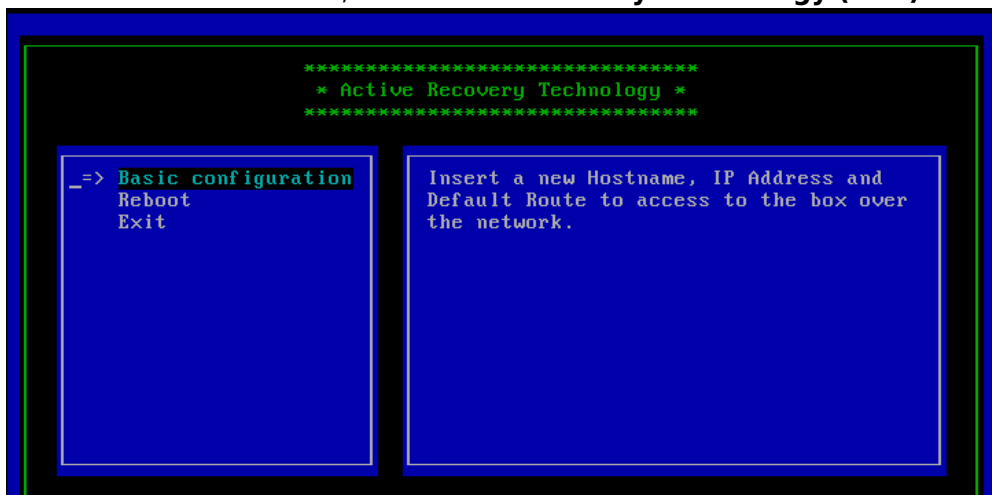 *******************************
* Active Recovery Technology *
*******************************
_=> Basic configuration
Reboot
Exit
Insert a new Hostname, IP Address and
Default Route to access to the box over
the network.